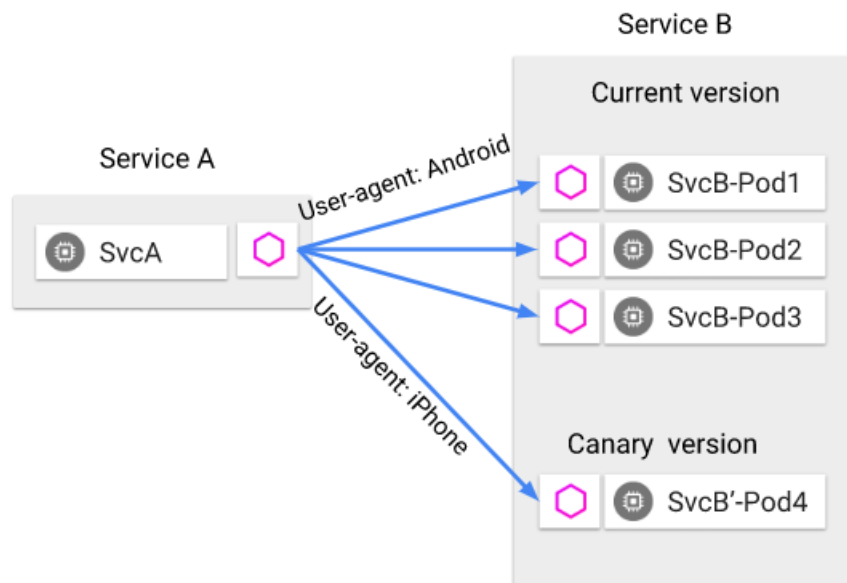 Service B
Current version
Service A
User-agent: Android
SvcB-Pod1
SvcA
SvcB-Pod2
SvcB-Pod3
User-agent: iPhone
Canary version
SvcB’-Pod4